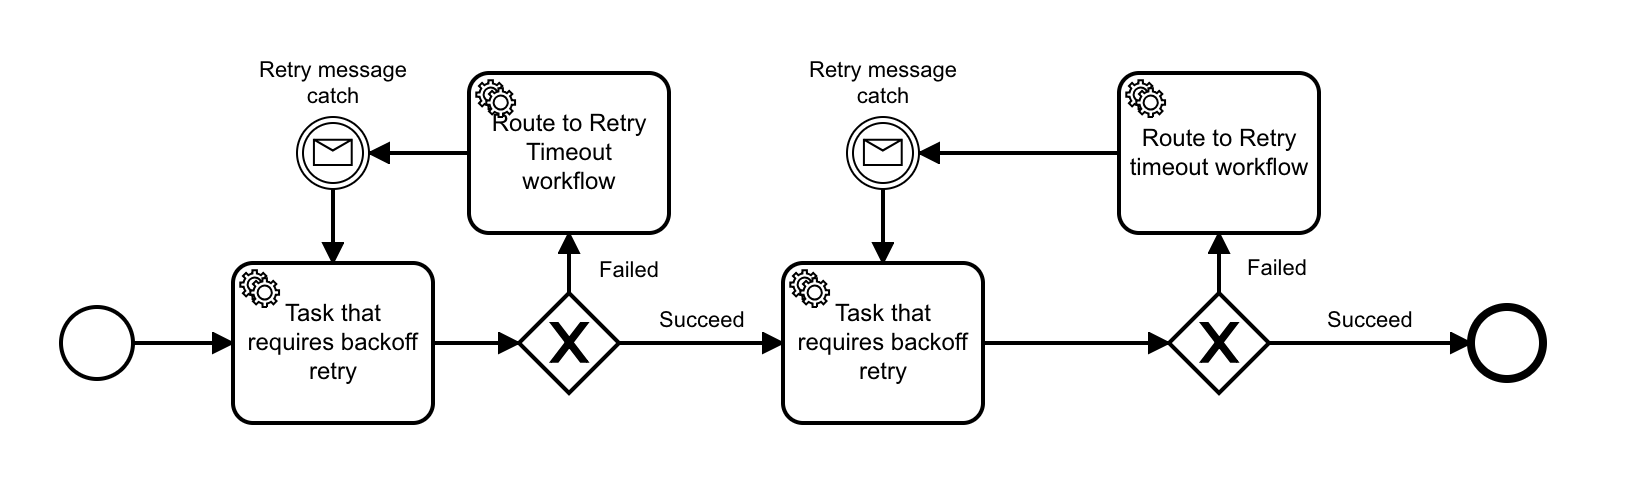 Retry message
catch
Route to Retry
Timeout
workflow
Retry message
catch
Route to Retry
timeout workflow
Failed
Failed
Task that
requires backoff
retry
Succeed
Task that
requires backoff
retry
Succeed